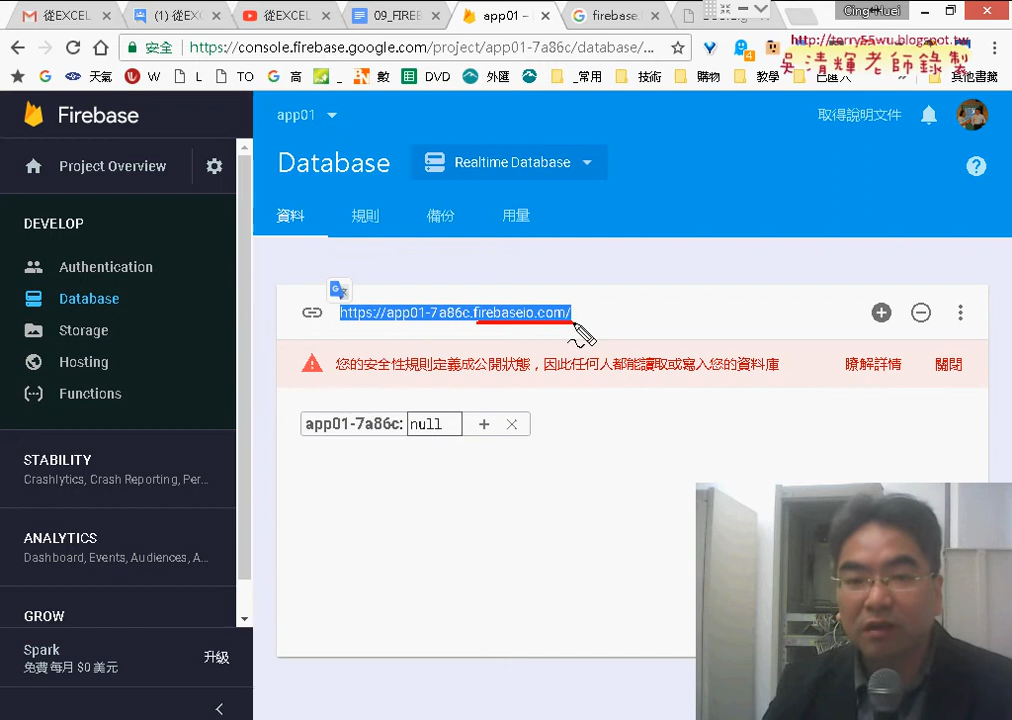 從EXCEL
(1) 從EX
從EXCEL
09_FIREB
app01 –
firebase
Cing-Huei
安全
https://console.firebase.google.com/project/app01-7a86c/database/...
http://terry55wu.blogspot.tw
吳清輝老師錄製
天氣
W
L
TO
高
_
數
DVD
外匯
_常用
技術
購物
教學
已匯入
其他書籤
Firebase
app01
取得說明文件
Project Overview
Database
Realtime Database
資料
規則
備份
用量
DEVELOP
Authentication
Database
Storage
Hosting
Functions
https://app01-7a86c.firebaseio.com/
您的安全性規則定義成公開狀態，因此任何人都能讀取或寫入您的資料庫
瞭解詳情
關閉
app01-7a86c: null
STABILITY
Crashlytics, Crash Reporting, Per...
ANALYTICS
Dashboard, Events, Audiences, A...
GROW
Spark
免費 每月 $0 美元
升級